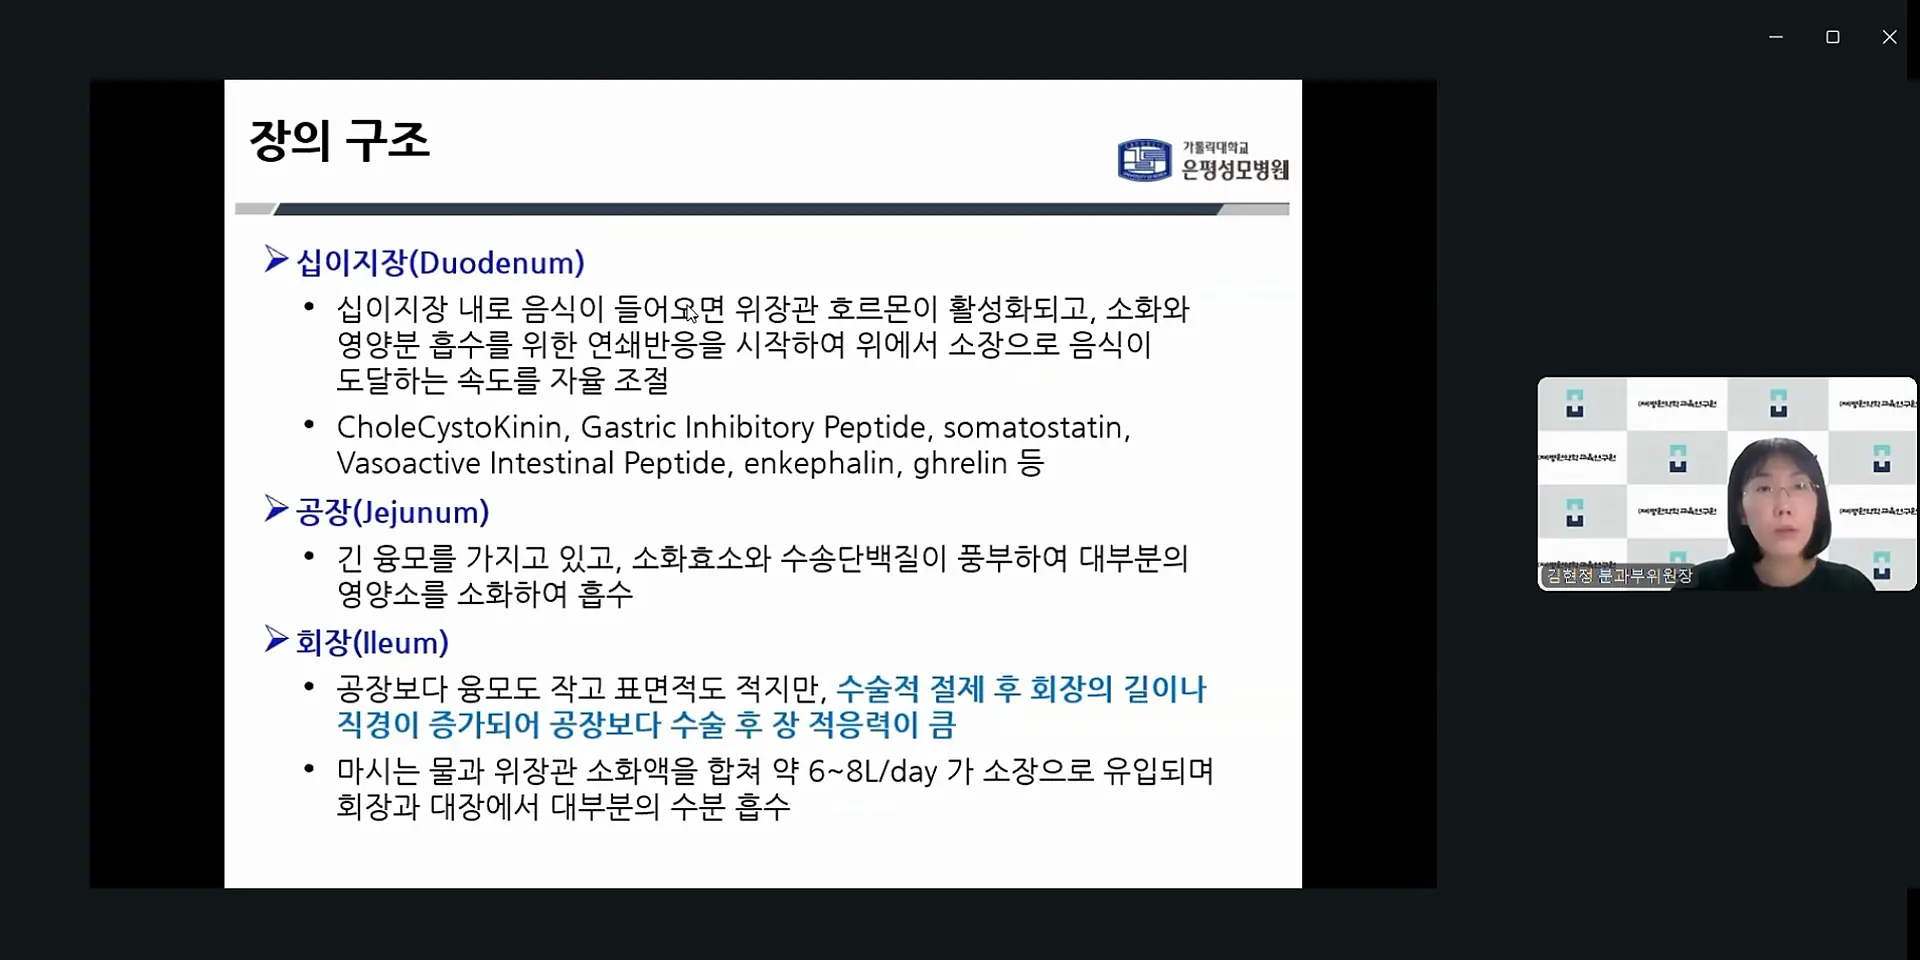 장의 구조
가톨릭대학교
은평성모병원
십이지장(Duodenum)
• 십이지장 내로 음식이 들어오면 위장관 호르몬이 활성화되고, 소화와
영양분 흡수를 위한 연쇄반응을 시작하여 위에서 소장으로 음식이
도달하는 속도를 자율 조절
• CholeCystoKinin, Gastric Inhibitory Peptide, somatostatin,
Vasoactive Intestinal Peptide, enkephalin, ghrelin 등
공장(Jejunum)
• 긴 융모를 가지고 있고, 소화효소와 수송단백질이 풍부하여 대부분의
영양소를 소화하여 흡수
회장(Ileum)
• 공장보다 융모도 작고 표면적도 적지만, 수술적 절제 후 회장의 길이나
직경이 증가되어 공장보다 수술 후 장 적응력이 큼
• 마시는 물과 위장관 소화액을 합쳐 약 6~8L/day 가 소장으로 유입되며
회장과 대장에서 대부분의 수분 흡수
김현정 분과부위원장